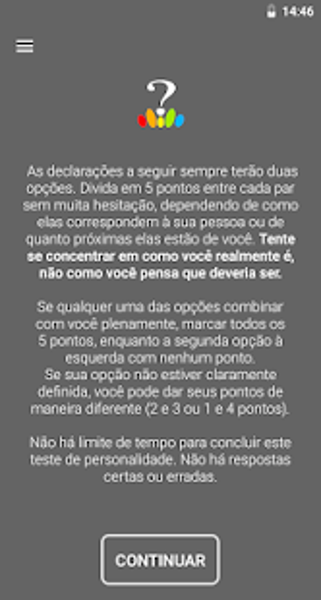 14:46
?
As declarações a seguir sempre terão duas
opções. Divida em 5 pontos entre cada par
sem muita hesitação, dependendo de como
elas correspondem à sua pessoa ou de
quanto próximas elas estão de você. Tente
se concentrar em como você realmente é,
não como você pensa que deveria ser.
Se qualquer uma das opções combinar
com você plenamente, marcar todos os
5 pontos, enquanto a segunda opção à
esquerda com nenhum ponto.
Se sua opção não estiver claramente
definida, você pode dar seus pontos de
maneira diferente (2 e 3 ou 1 e 4 pontos).
Não há limite de tempo para concluir este
teste de personalidade. Não há respostas
certas ou erradas.
CONTINUAR